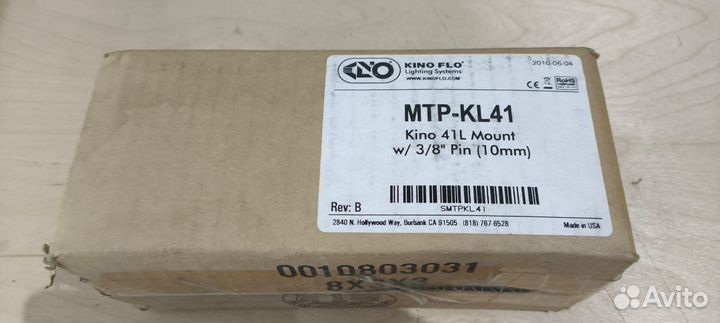 KINO FLO®
Lighting Systems
WWW.KINOFLO.COM
2010-06-04
CE
RoHS
MTP-KL41
Kino 41L Mount
w/ 3/8" Pin (10mm)
SMTPKL41
Rev: B
2840 N. Hollywood Way, Burbank CA 91505 (818) 767-6528
Made in USA
0010803031
Avito